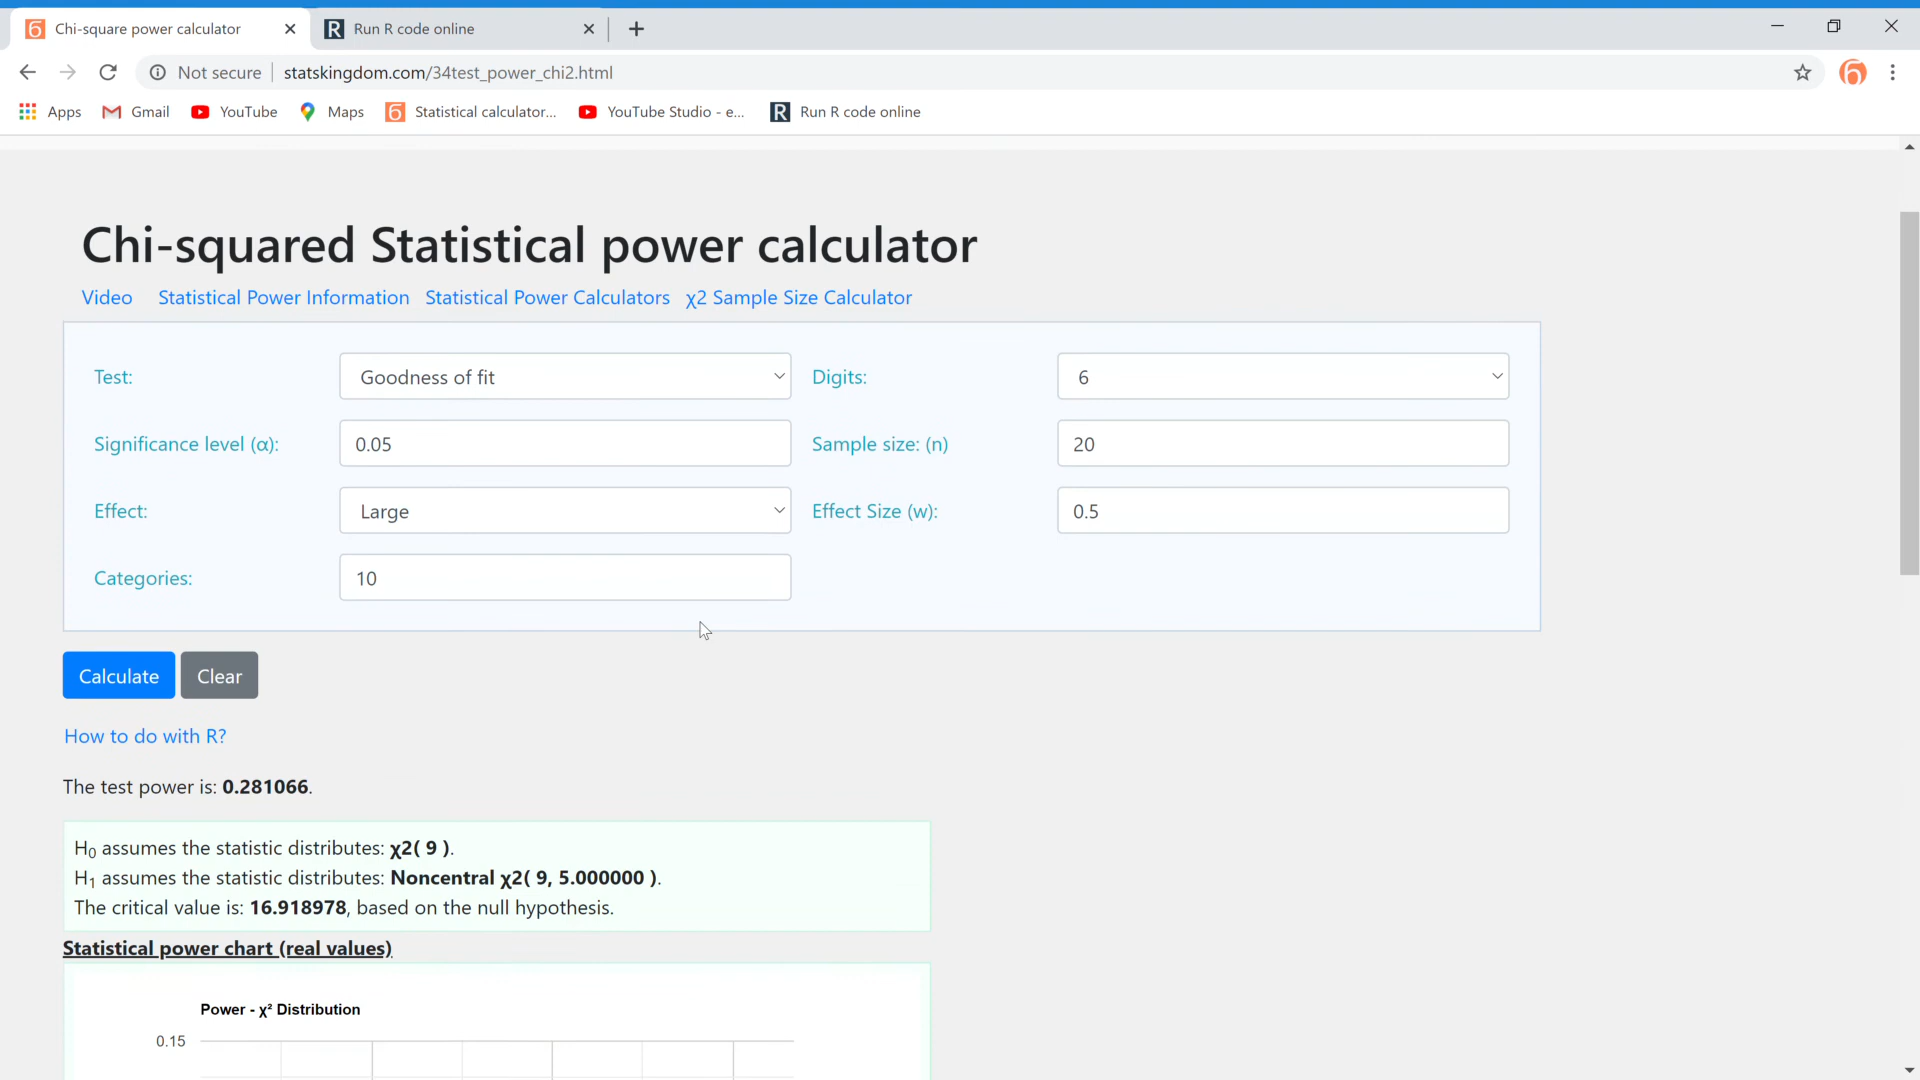 Chi-square power calculator
Run R code online
Not secure statskingdom.com/34test_power_chi2.html
Apps Gmail YouTube Maps Statistical calculator... YouTube Studio - e... Run R code online
Chi-squared Statistical power calculator
Video Statistical Power Information Statistical Power Calculators χ2 Sample Size Calculator
Test: Goodness of fit Digits: 6
Significance level (α): 0.05 Sample size: (n) 20
Effect: Large Effect Size (w): 0.5
Categories: 10
Calculate Clear
How to do with R?
The test power is: 0.281066.
H0 assumes the statistic distributes: χ2( 9 ).
H1 assumes the statistic distributes: Noncentral χ2( 9, 5.000000 ).
The critical value is: 16.918978, based on the null hypothesis.
Statistical power chart (real values)
Power - χ² Distribution
0.15